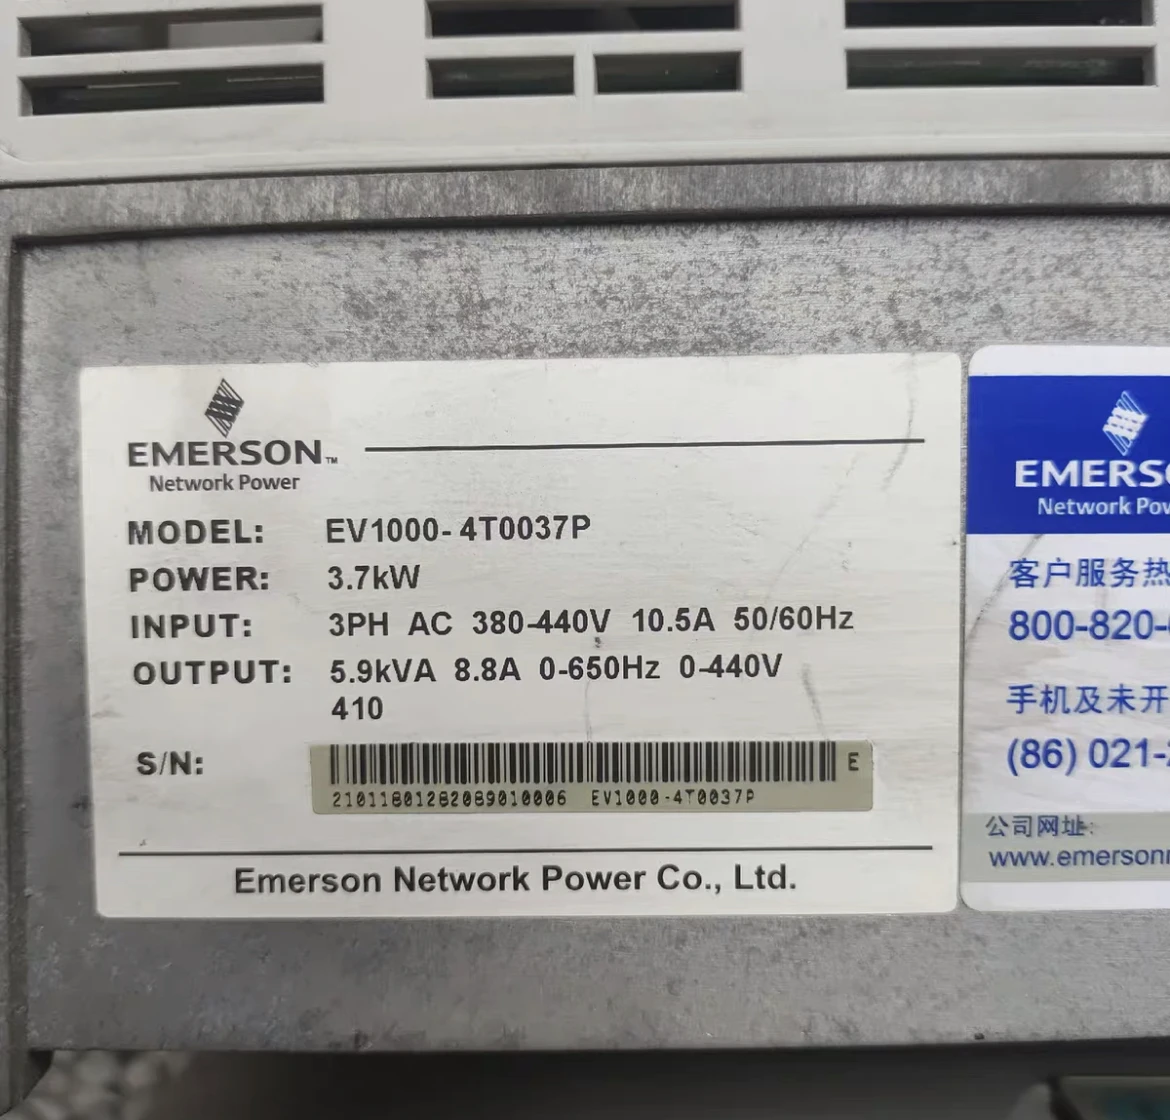 EMERSON™
Network Power
MODEL: EV1000-4T0037P
POWER: 3.7kW
INPUT: 3PH AC 380-440V 10.5A 50/60Hz
OUTPUT: 5.9kVA 8.8A 0-650Hz 0-440V
410
S/N:
E
21011801282089010006 EV1000-4T0037P
Emerson Network Power Co., Ltd.
EMERS
Network Pow
客户服务热
800-820-
手机及未开
(86) 021-
公司网址:
www.emerson